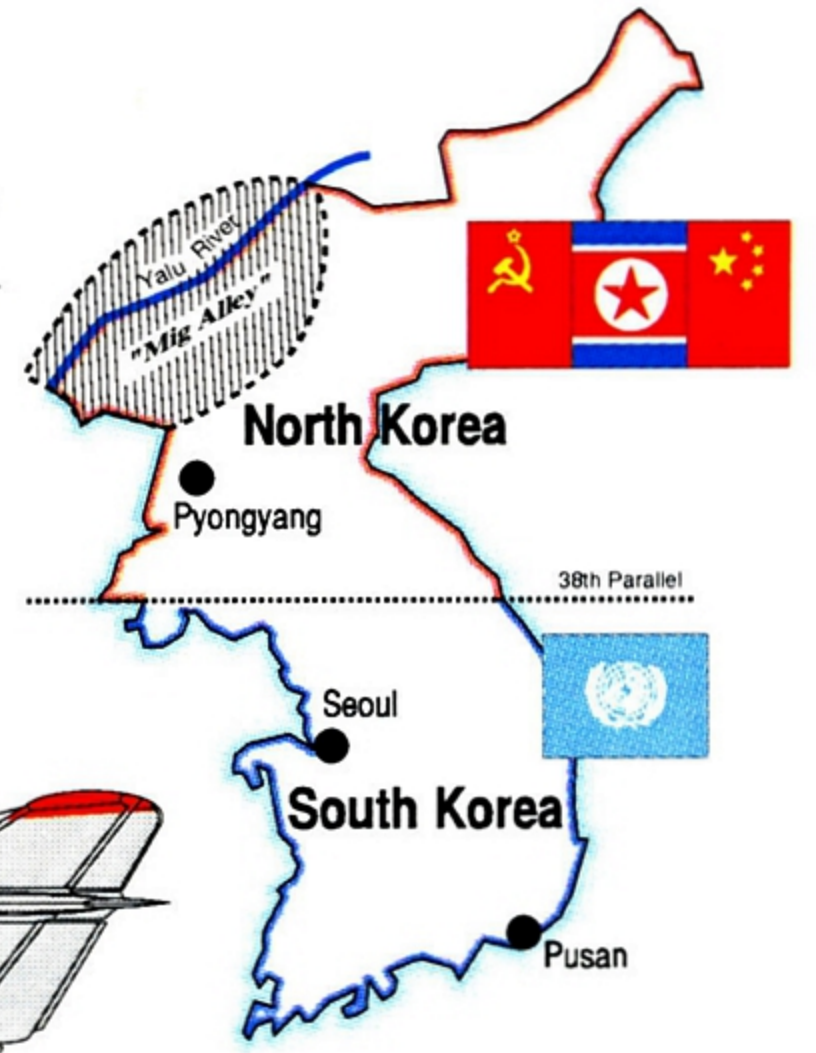 Yalu River
"Mig Alley"
North Korea
Pyongyang
38th Parallel
Seoul
South Korea
Pusan